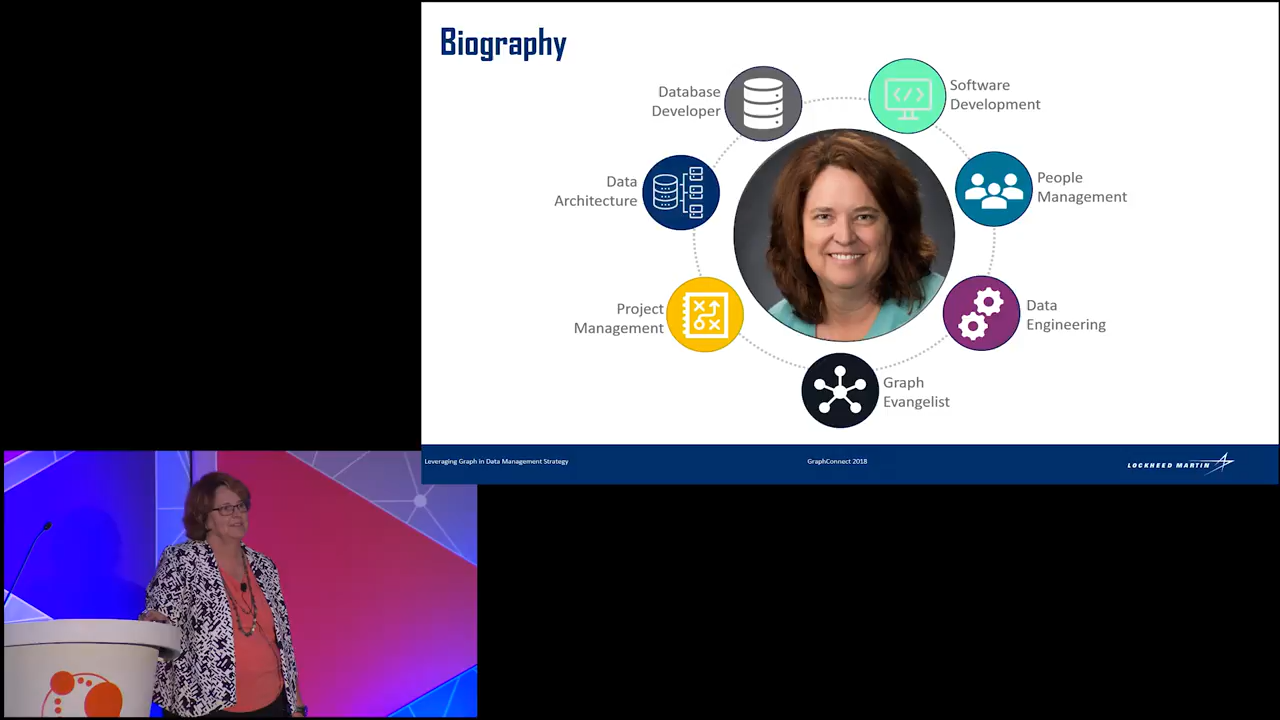 Biography
Database
Developer
Software
Development
Data
Architecture
People
Management
Project
Management
Data
Engineering
Graph
Evangelist
Leveraging Graph in Data Management Strategy
GraphConnect 2018
LOCKHEED MARTIN